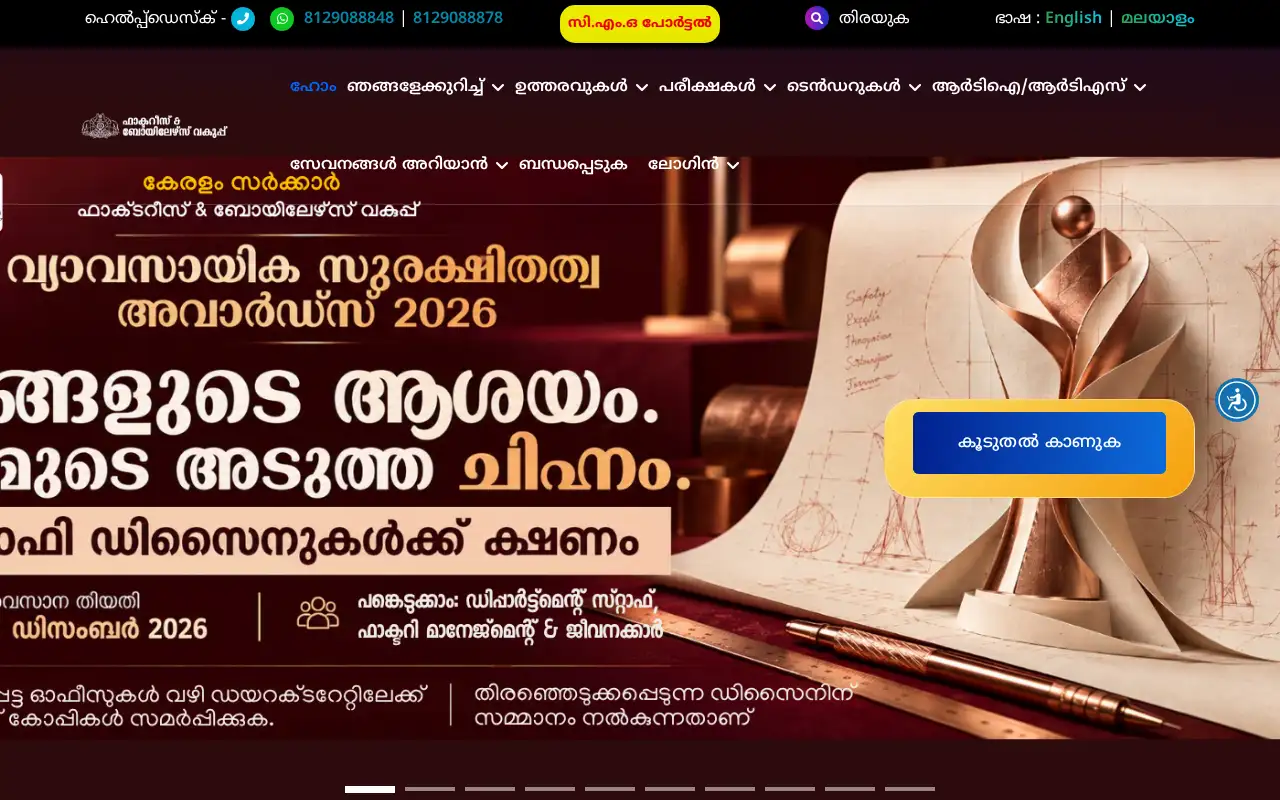 ഹെൽപ്പ്ഡെസ്ക് - 8129088848 | 8129088878
സി.എം.ഒ പോർട്ടൽ
തിരയുക
ഭാഷ : English | മലയാളം
ഹോം ഞങ്ങളേക്കുറിച്ച് ഉത്തരവുകൾ പരീക്ഷകൾ ടെൻഡറുകൾ ആർടിഐ/ആർടിഎസ്
ഫാക്ടറീസ് &
ബോയിലേഴ്സ് വകുപ്പ്
സേവനങ്ങൾ അറിയാൻ ബന്ധപ്പെടുക ലോഗിൻ
കേരളം സർക്കാർ
ഫാക്ടറീസ് & ബോയിലേഴ്സ് വകുപ്പ്
വ്യാവസായിക സുരക്ഷിതത്വ
അവാർഡ്സ് 2026
ങ്ങളുടെ ആശയം.
മുടെ അടുത്ത ചിഹ്നം.
ഫി ഡിസൈനുകൾക്ക് ക്ഷണം
വസാന തിയതി
ഡിസംബർ 2026
പങ്കെടുക്കാം: ഡിപ്പാർട്ട്മെന്റ് സ്റ്റാഫ്,
ഫാക്ടറി മാനേജ്മെന്റ് & ജീവനക്കാർ
പ്പെട്ട ഓഫീസുകൾ വഴി ഡയറക്ടറേറ്റിലേക്ക്
കോപ്പികൾ സമർപ്പിക്കുക.
തിരഞ്ഞെടുക്കപ്പെടുന്ന ഡിസൈനിന്
സമ്മാനം നൽകുന്നതാണ്
Safety
കൂടുതൽ കാണുക